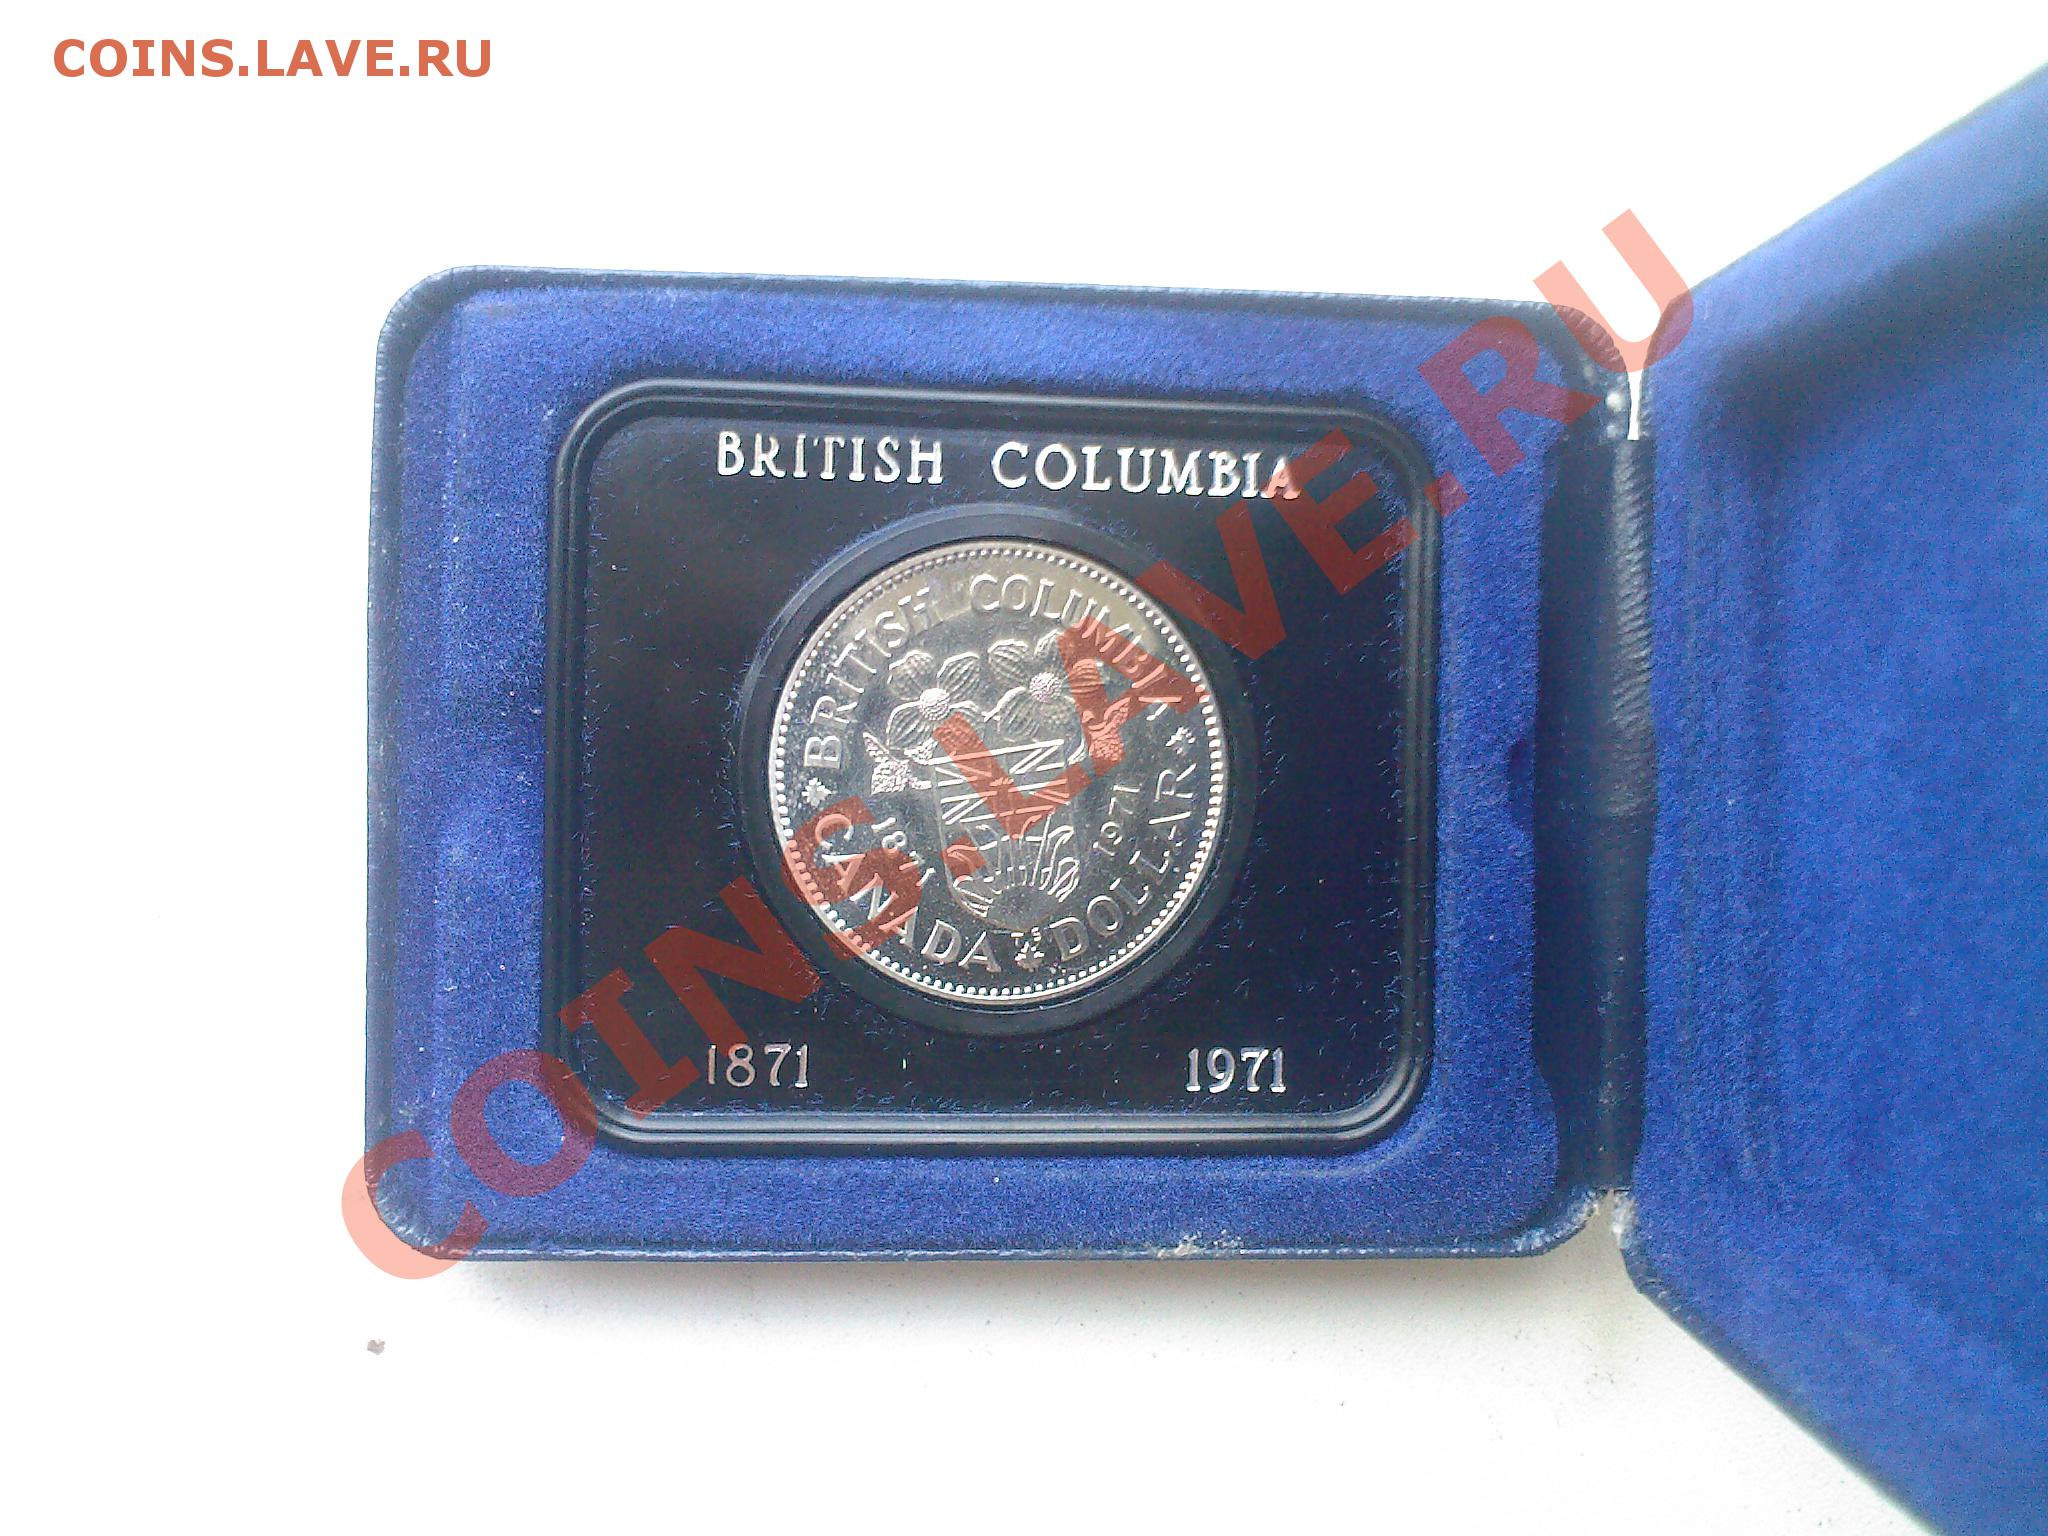 COINS.LAVE.RU
BRITISH COLUMBIA
BRITISH COLUMBIA
1871 1971
CANADA DOLLAR
1871 1971
COINS.LAVE.RU